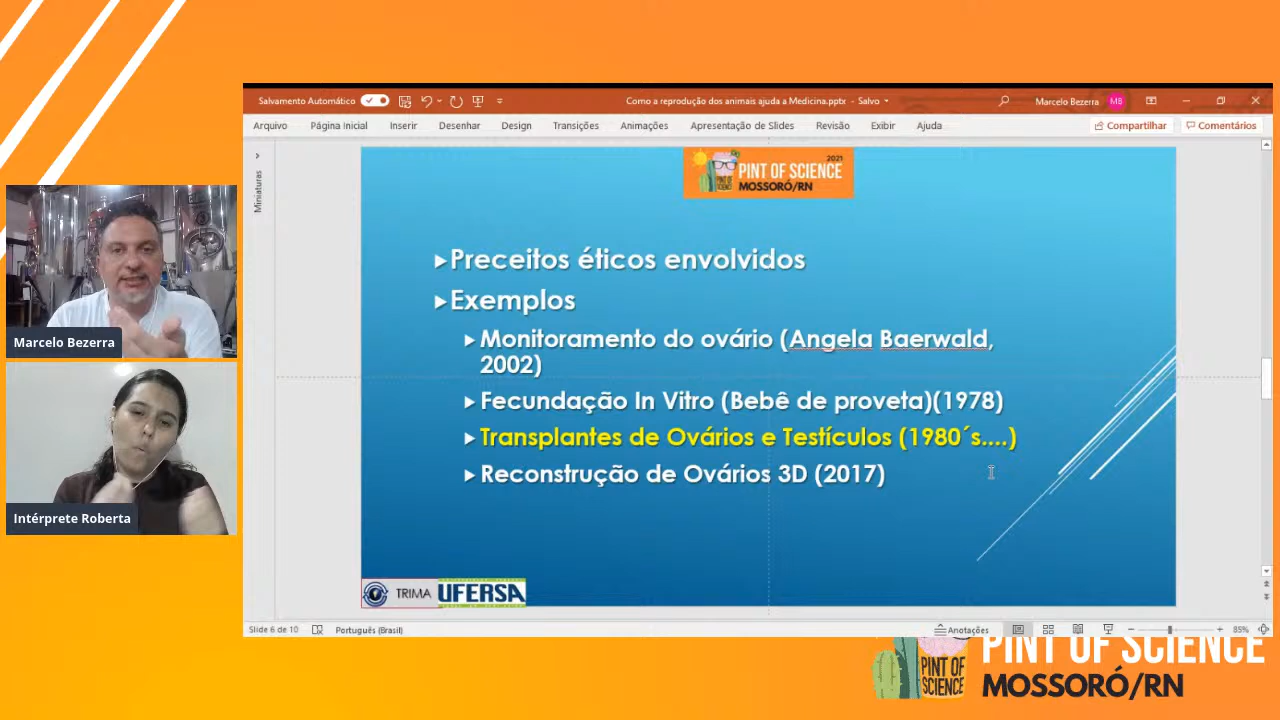 Salvamento Automático
Como a reprodução dos animais ajuda a Medicina.pptx - Salvo
Marcelo Bezerra
MB
Arquivo
Página Inicial
Inserir
Desenhar
Design
Transições
Animações
Apresentação de Slides
Revisão
Exibir
Ajuda
Compartilhar
Comentários
Miniaturas
2021
PINT OF SCIENCE
MOSSORÓ/RN
Preceitos éticos envolvidos
Exemplos
Monitoramento do ovário (Angela Baerwald,
2002)
Fecundação In Vitro (Bebê de proveta)(1978)
Transplantes de Ovários e Testículos (1980´s....)
Reconstrução de Ovários 3D (2017)
TRIMA
UFERSA
Marcelo Bezerra
Intérprete Roberta
Slide 6 de 10
Português (Brasil)
Anotações
85%
PINT OF
SCIENCE
PINT OF SCIENCE
MOSSORÓ/RN